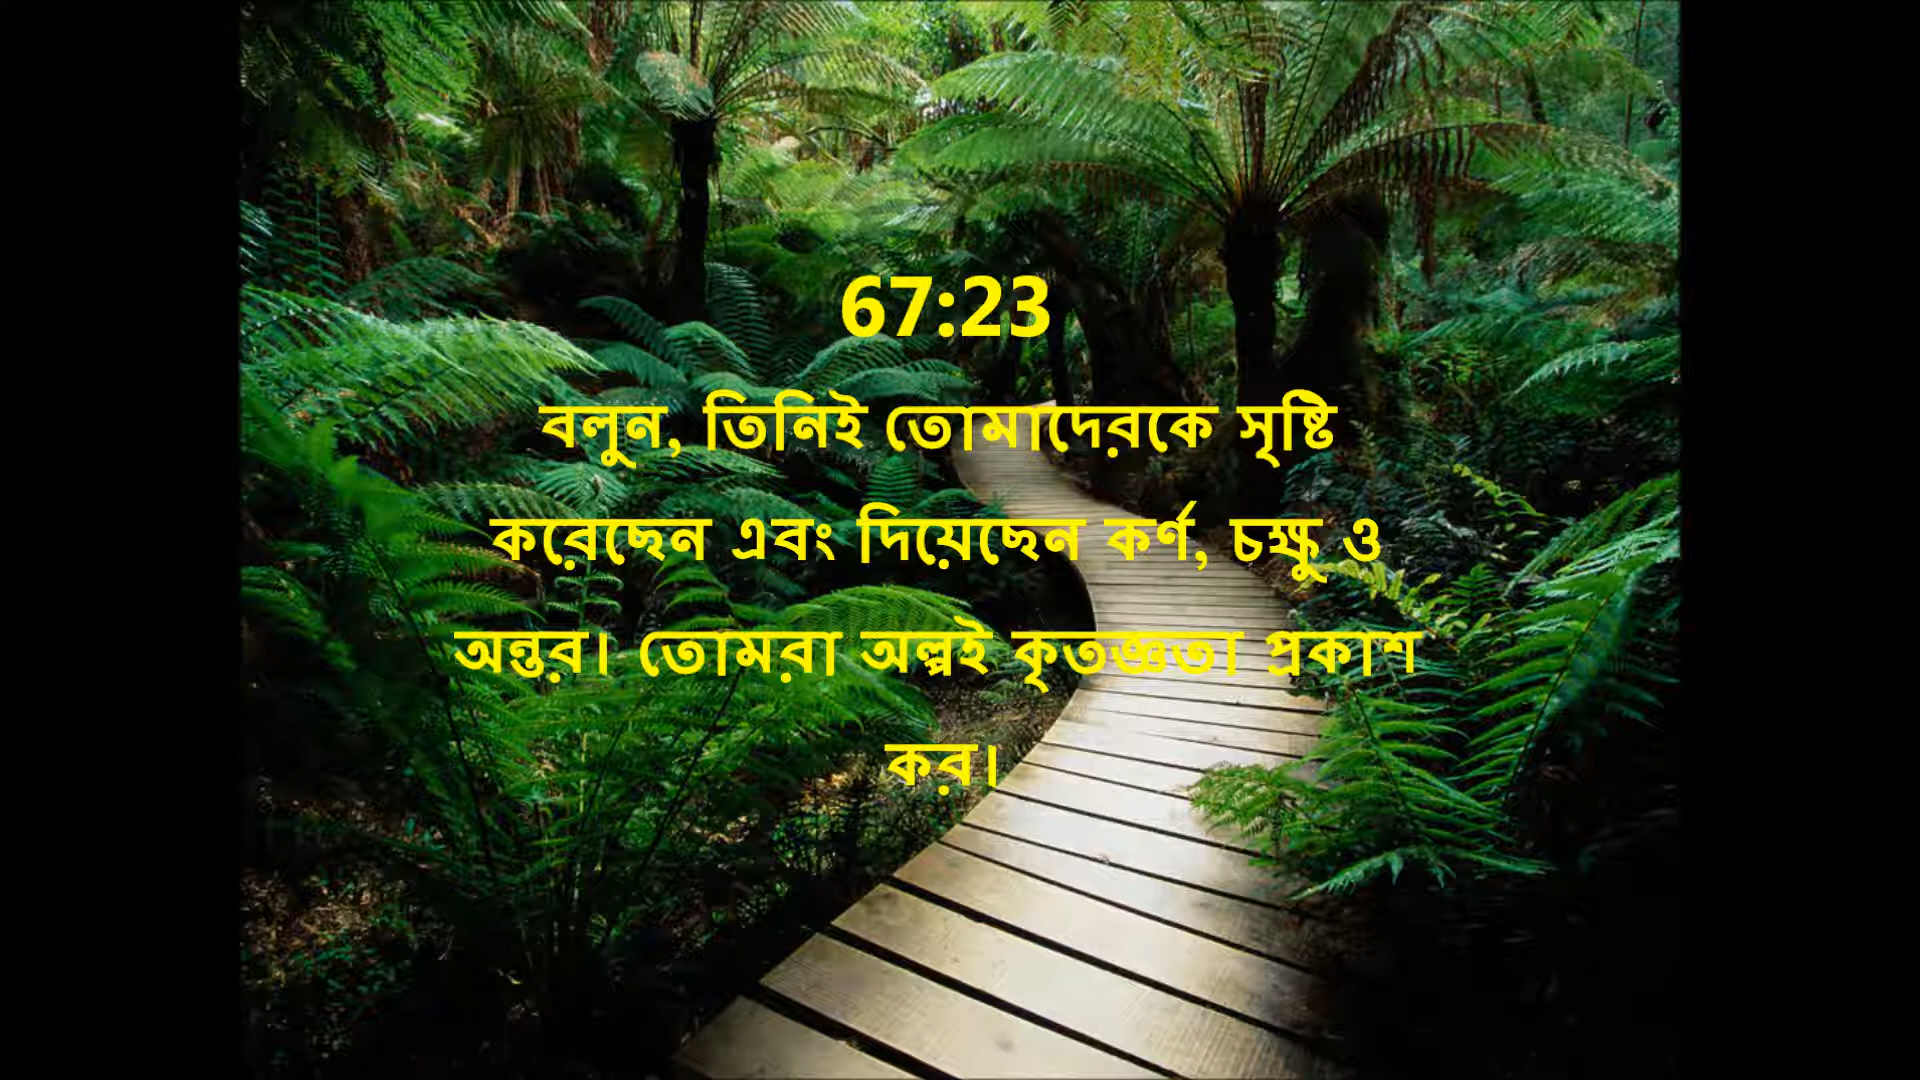 67:23
বলুন, তিনিই তোমাদেরকে সৃষ্টি
করেছেন এবং দিয়েছেন কর্ণ, চক্ষু ও
অন্তর। তোমরা অল্পই কৃতজ্ঞতা প্রকাশ
কর।